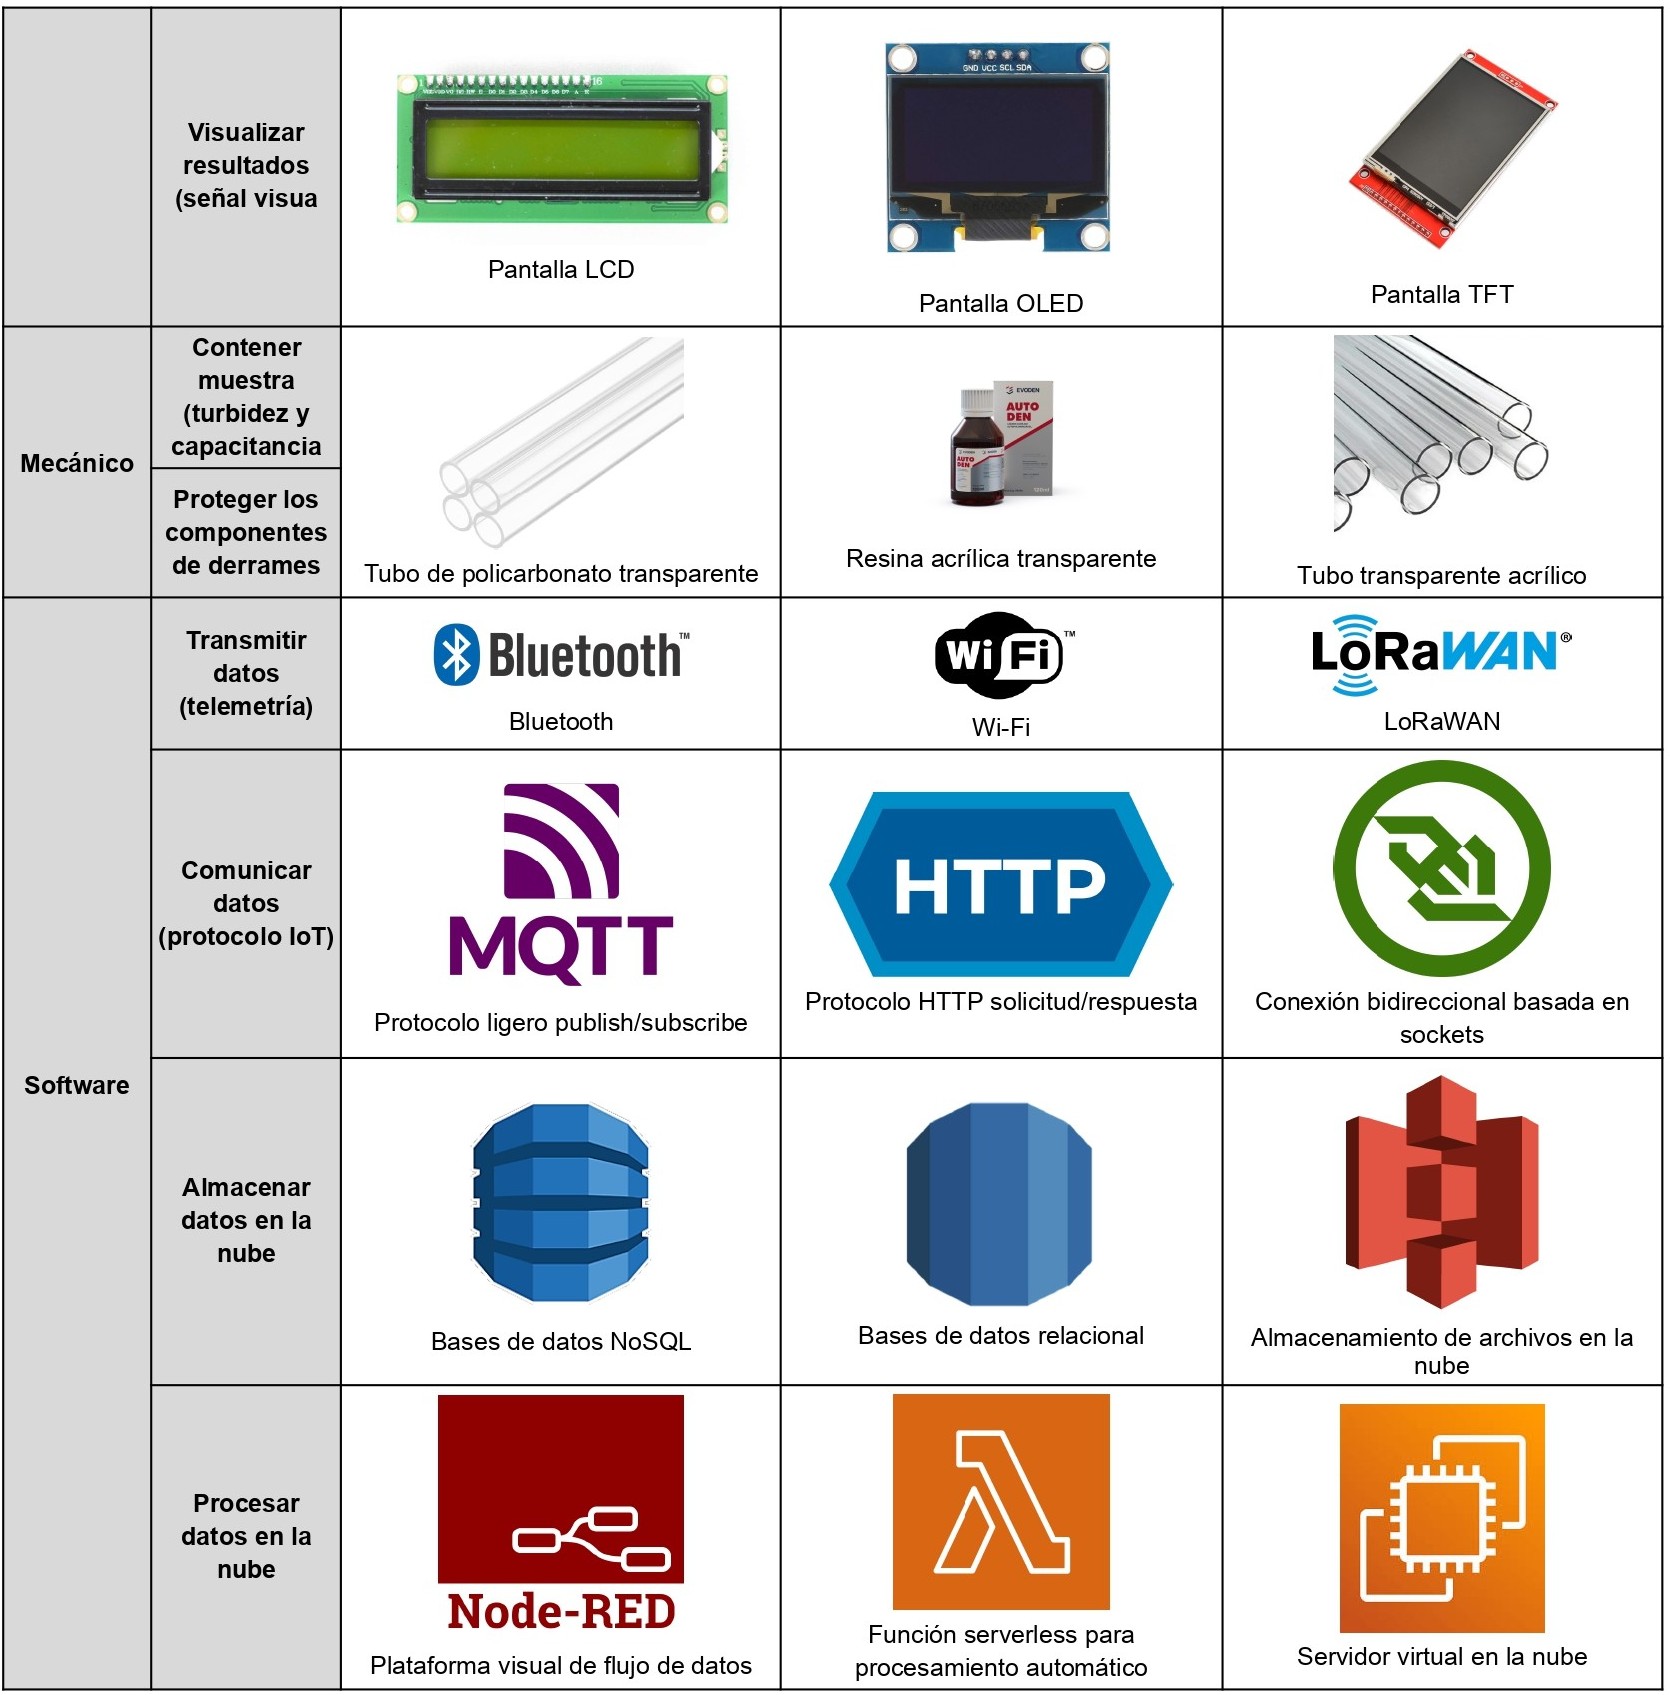 Visualizar
resultados
(señal visua
16
GND VCC SCL SDA
Pantalla LCD
Pantalla OLED
Pantalla TFT
Mecánico
Contener
muestra
(turbidez y
capacitancia
Proteger los
componentes
de derrames
Tubo de policarbonato transparente
EVODEN
AUTO
DEN
AUTO
DEN
Resina acrílica transparente
Tubo transparente acrílico
Software
Transmitir
datos
(telemetría)
Bluetooth™
Bluetooth
Wi Fi™
Wi-Fi
LoRaWAN®
LoRaWAN
Comunicar
datos
(protocolo IoT)
MQTT
Protocolo ligero publish/subscribe
HTTP
Protocolo HTTP solicitud/respuesta
Conexión bidireccional basada en
sockets
Almacenar
datos en la
nube
Bases de datos NoSQL
Bases de datos relacional
Almacenamiento de archivos en la
nube
Procesar
datos en la
nube
Node-RED
Plataforma visual de flujo de datos
Función serverless para
procesamiento automático
Servidor virtual en la nube